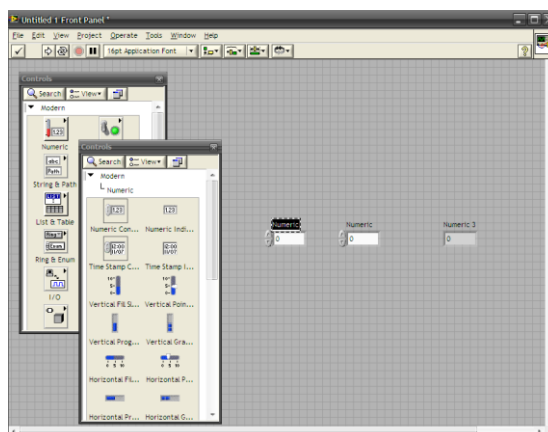 Untitled 1 Front Panel *
File Edit View Project Operate Tools Window Help
16pt Application Font
Controls
Search View
Modern
Numeric
String & Path
List & Table
Ring & Enum
I/O
Controls
Search View
Modern
Numeric
Numeric Con... Numeric Indi...
Time Stamp C... Time Stamp I...
Vertical Fill S... Vertical Poin...
Vertical Prog... Vertical Gra...
Horizontal Fil... Horizontal P...
Horizontal Pr... Horizontal G...
Numeric Numeric Numeric 3
0 0 0